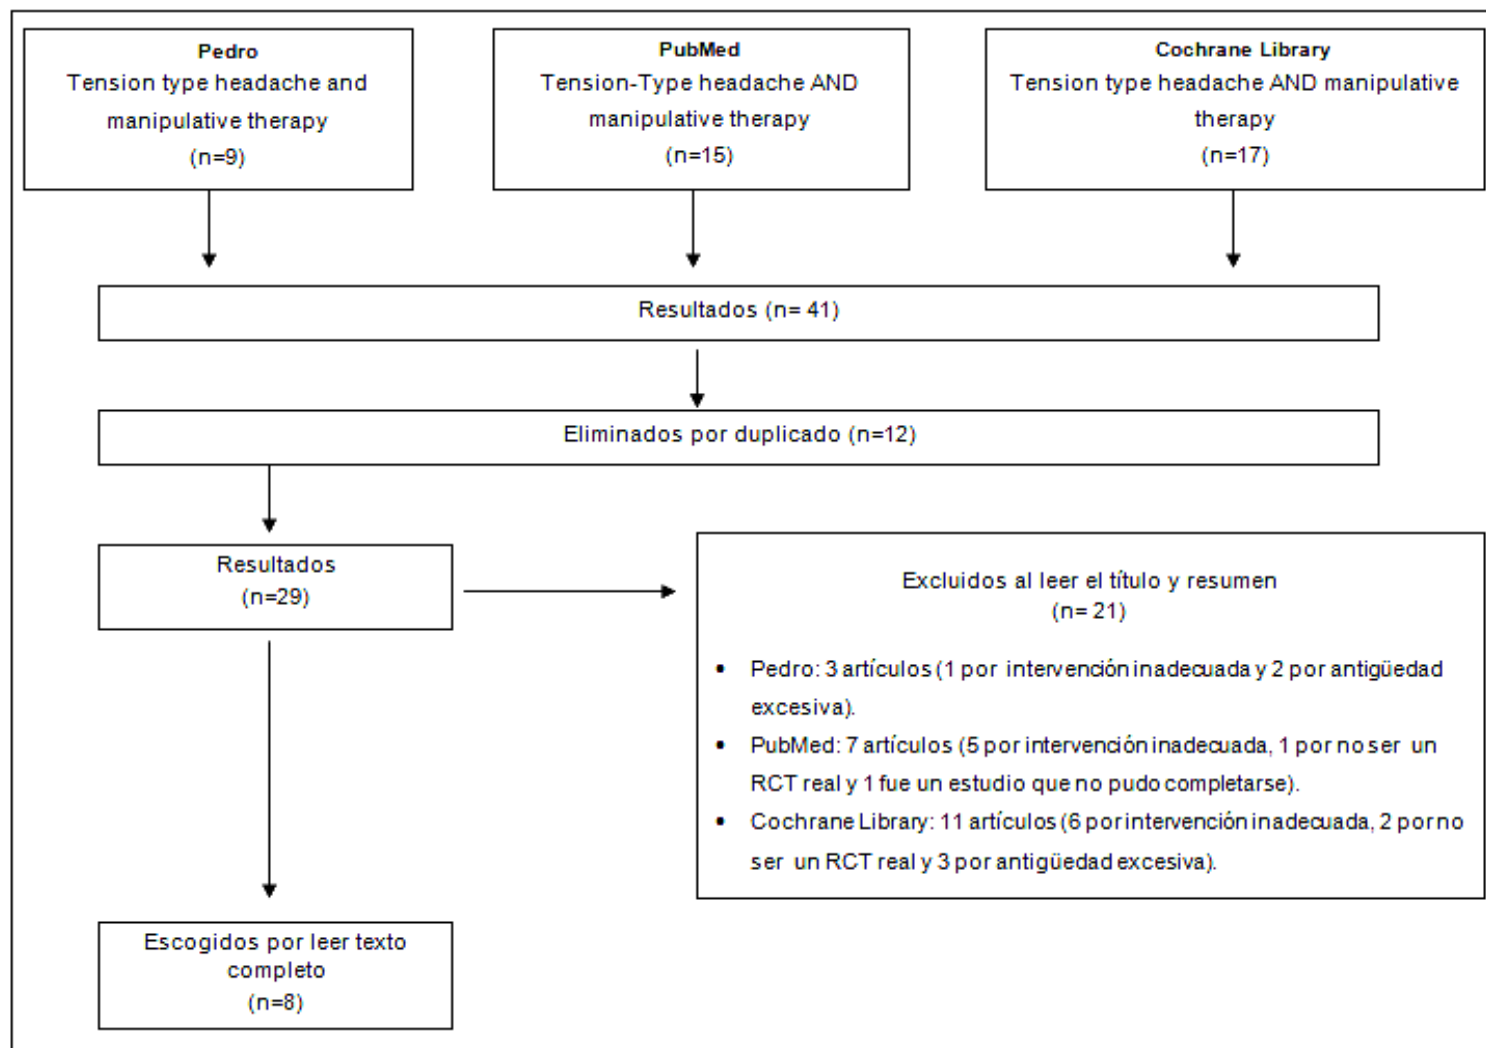 Pedro
Tension type headache and
manipulative therapy
(n=9)
PubMed
Tension-Type headache AND
manipulative therapy
(n=15)
Cochrane Library
Tension type headache AND manipulative
therapy
(n=17)
Resultados (n= 41)
Eliminados por duplicado (n=12)
Resultados
(n=29)
Excluidos al leer el título y resumen
(n= 21)
• Pedro: 3 artículos (1 por intervención inadecuada y 2 por antigüedad
excesiva).
• PubMed: 7 artículos (5 por intervención inadecuada, 1 por no ser un
RCT real y 1 fue un estudio que no pudo completarse).
• Cochrane Library: 11 artículos (6 por intervención inadecuada, 2 por no
ser un RCT real y 3 por antigüedad excesiva).
Escogidos por leer texto
completo
(n=8)